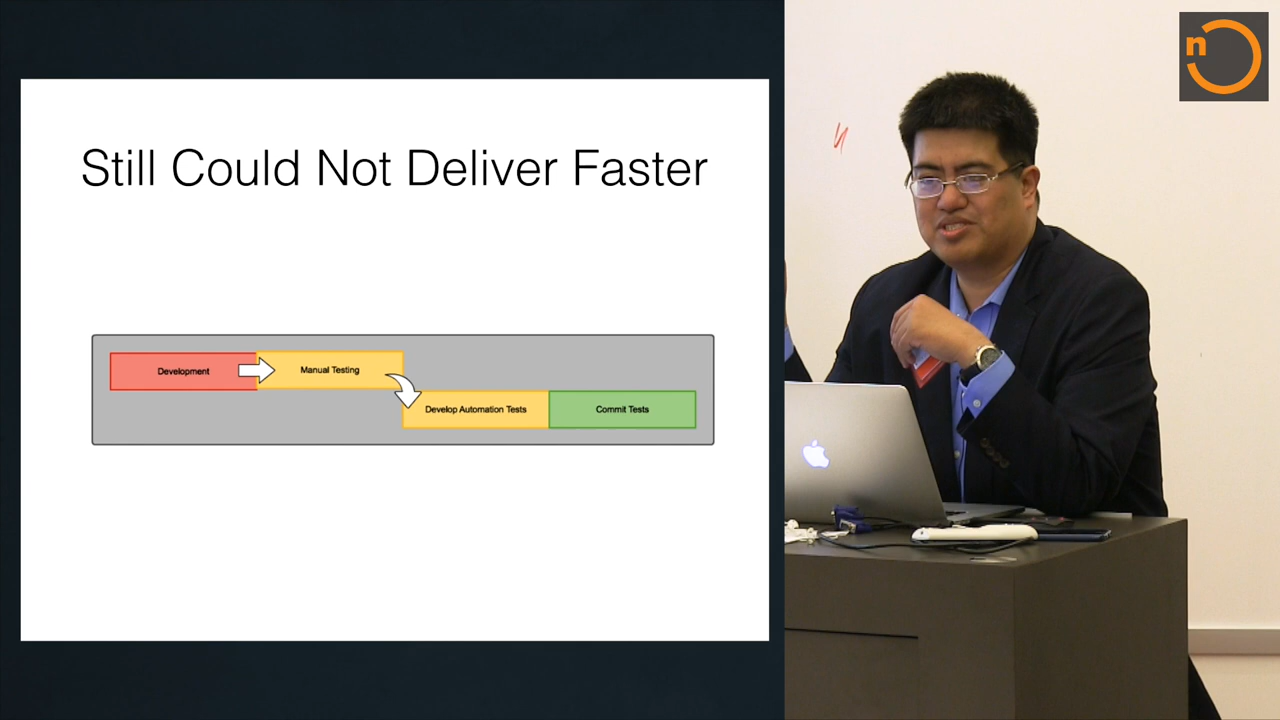 Still Could Not Deliver Faster
Development
Manual Testing
Develop Automation Tests
Commit Tests
n